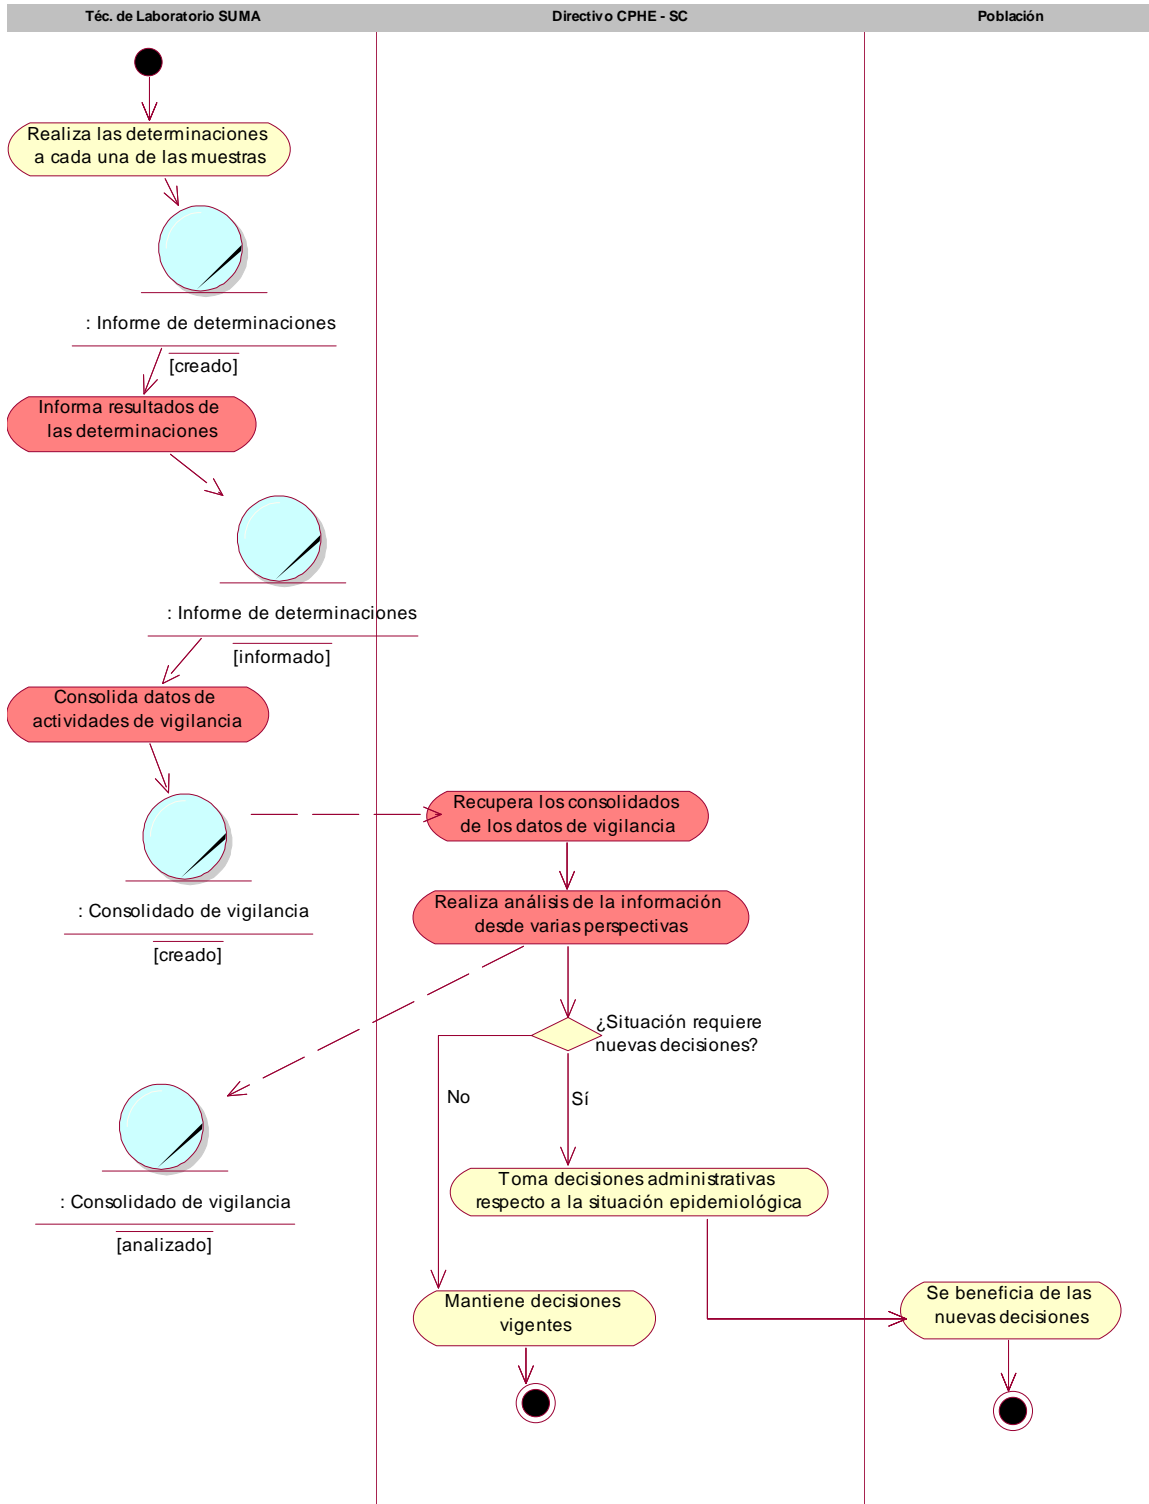 Téc. de Laboratorio SUMA
Directivo CPHE - SC
Población
Realiza las determinaciones
a cada una de las muestras
: Informe de determinaciones
[creado]
Informa resultados de
las determinaciones
: Informe de determinaciones
[informado]
Consolida datos de
actividades de vigilancia
Recupera los consolidados
de los datos de vigilancia
: Consolidado de vigilancia
[creado]
Realiza análisis de la información
desde varias perspectivas
¿Situación requiere
nuevas decisiones?
No
Sí
: Consolidado de vigilancia
[analizado]
Toma decisiones administrativas
respecto a la situación epidemiológica
Mantiene decisiones
vigentes
Se beneficia de las
nuevas decisiones